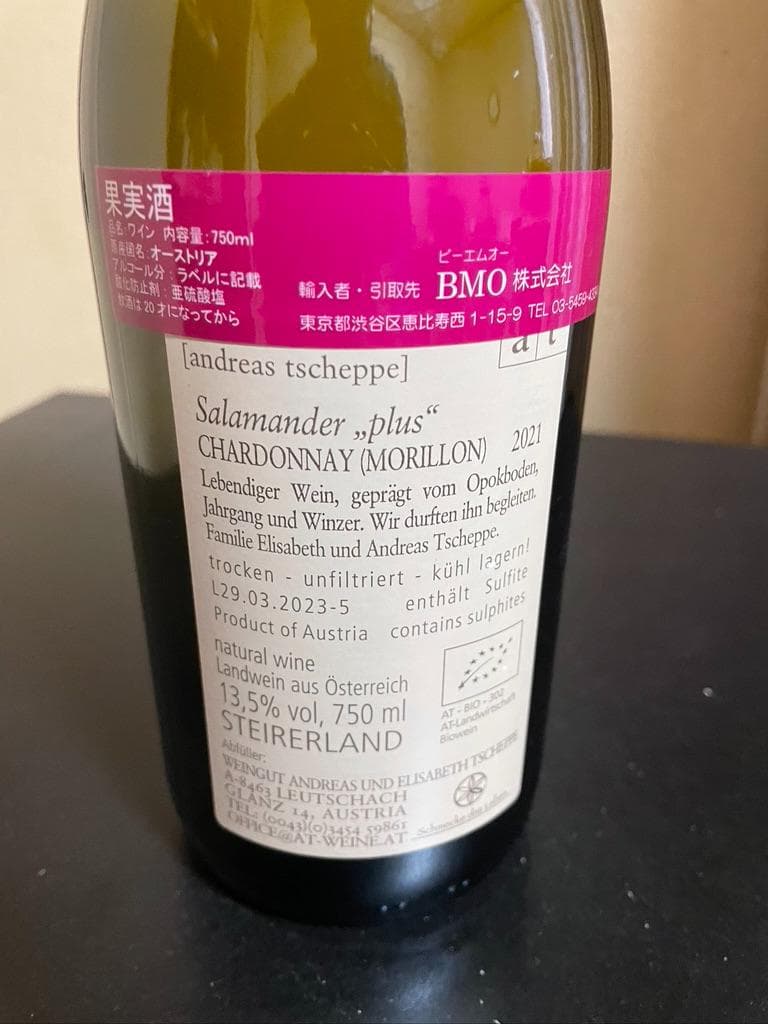 果実酒
品名:ワイン 内容量:750ml
原産国名:オーストリア
アルコール分:ラベルに記載
酸化防止剤:亜硫酸塩
飲酒は20才になってから
輸入者・引取先 BMO 株式会社
ビーエムオー
東京都渋谷区恵比寿西1-15-9 TEL 03-5459-
a t
[andreas tscheppe]
Salamander „plus“
CHARDONNAY (MORILLON) 2021
Lebendiger Wein, geprägt vom Opokboden,
Jahrgang und Winzer. Wir durften ihn begleiten.
Familie Elisabeth und Andreas Tscheppe.
trocken - unfiltriert - kühl lagern!
L29.03.2023-5 enthält Sulfite
Product of Austria contains sulphites
natural wine
Landwein aus Österreich
13,5% vol, 750 ml
STEIRERLAND
AT-BIO-302
AT-Landwirtschaft
Biowein
Abfüller:
WEINGUT ANDREAS UND ELISABETH TSCHEPPE
A-8463 LEUTSCHACH
GLANZ 14, AUSTRIA
TEL: (0043)(0)3454 59861
OFFICE@AT-WEINE.AT
Schmecke das Leben.